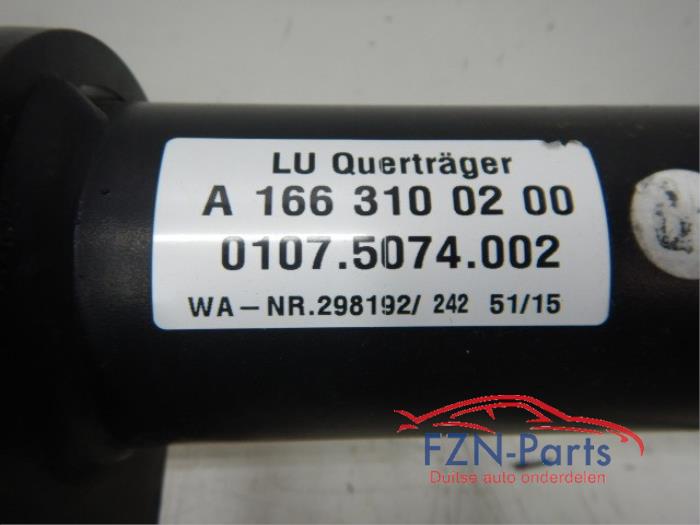 LU Querträger
A 166 310 02 00
0107.5074.002
WA-NR.298192/ 242 51/15
FZN-Parts
Duitse auto onderdelen